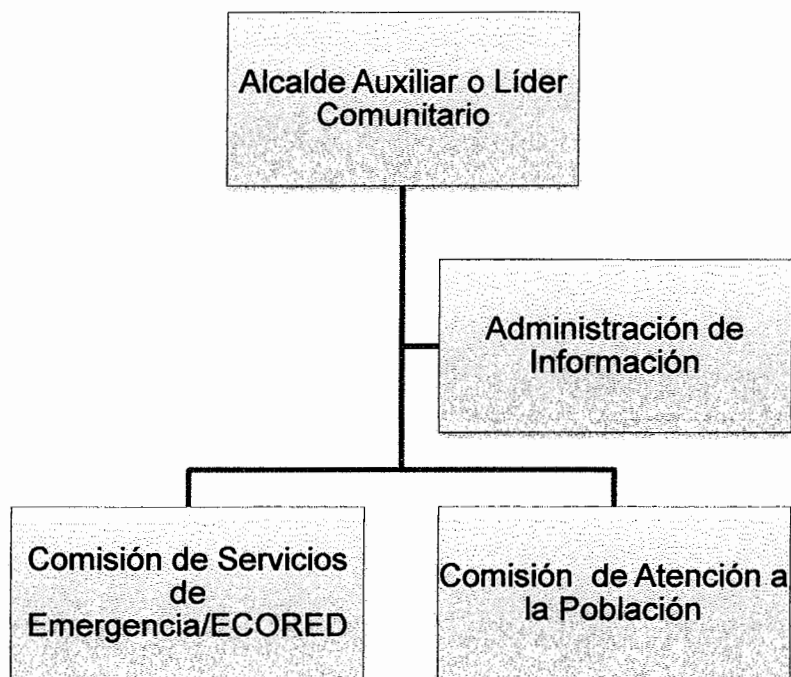 Alcalde Auxiliar o Líder
Comunitario
Administración de
Información
Comisión de Servicios
de
Emergencia/ECORED
Comisión de Atención a
la Población